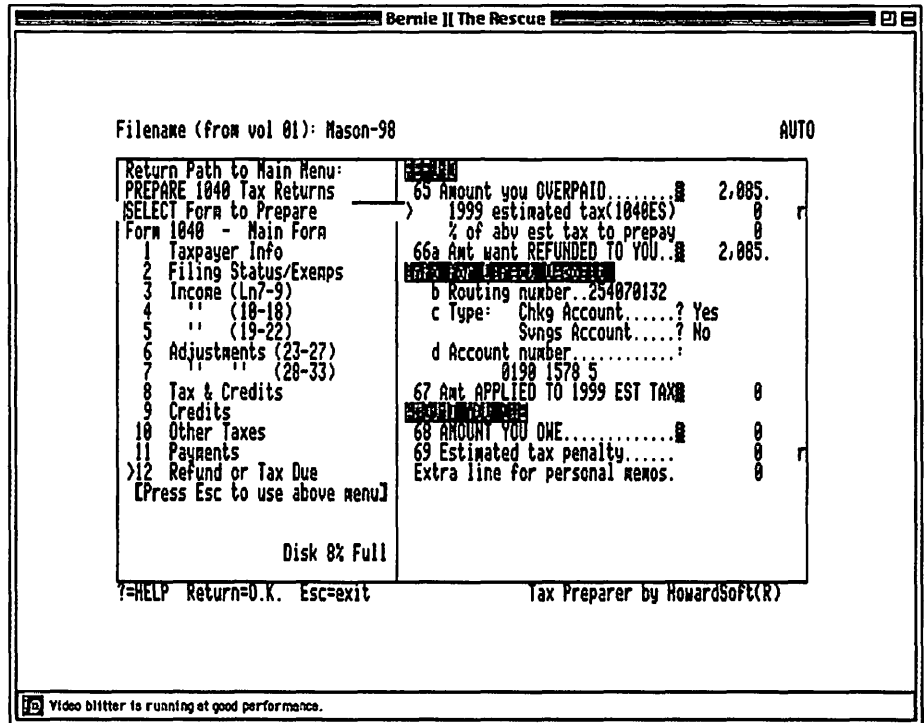 Bernie ][ The Rescue
Filename (from vol 01): Mason-98 AUTO
Return Path to Main Menu:
PREPARE 1040 Tax Returns
SELECT Form to Prepare
Form 1040 - Main Form
1 Taxpayer Info
2 Filing Status/Exemps
3 Income (Ln7-9)
4 '' (10-18)
5 '' (19-22)
6 Adjustments (23-27)
7 '' '' (28-33)
8 Tax & Credits
9 Credits
10 Other Taxes
11 Payments
>12 Refund or Tax Due
[Press Esc to use above menu]
Disk 8% Full
65 Amount you OVERPAID........ 2,085.
> 1999 estimated tax(1040ES) 0 r
% of abv est tax to prepay 0
66a Amt want REFUNDED TO YOU.. 2,085.
b Routing number..254070132
c Type: Chkg Account......? Yes
Svngs Account.....? No
d Account number............:
0190 1578 5
67 Amt APPLIED TO 1999 EST TAX 0
68 AMOUNT YOU OWE............. 0
69 Estimated tax penalty...... 0 r
Extra line for personal memos. 0
?=HELP Return=O.K. Esc=exit Tax Preparer by HowardSoft(R)
Video blitter is running at good performance.